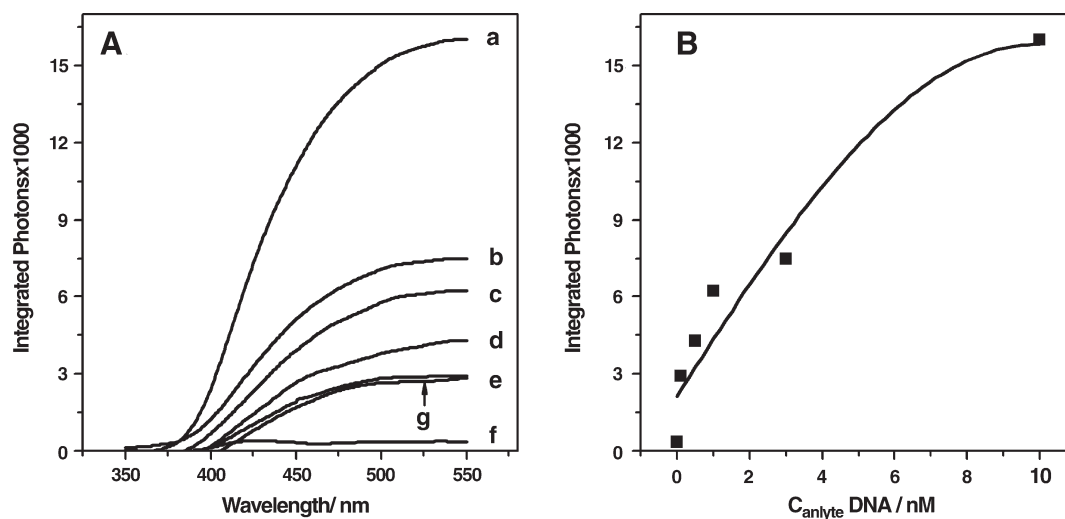 A
a
b
c
d
e
g
f
15
12
9
6
3
0
350
400
450
500
550
Integrated Photonsx1000
Wavelength/ nm
B
15
12
9
6
3
0
0
2
4
6
8
10
Integrated Photonsx1000
Canlyte DNA / nM